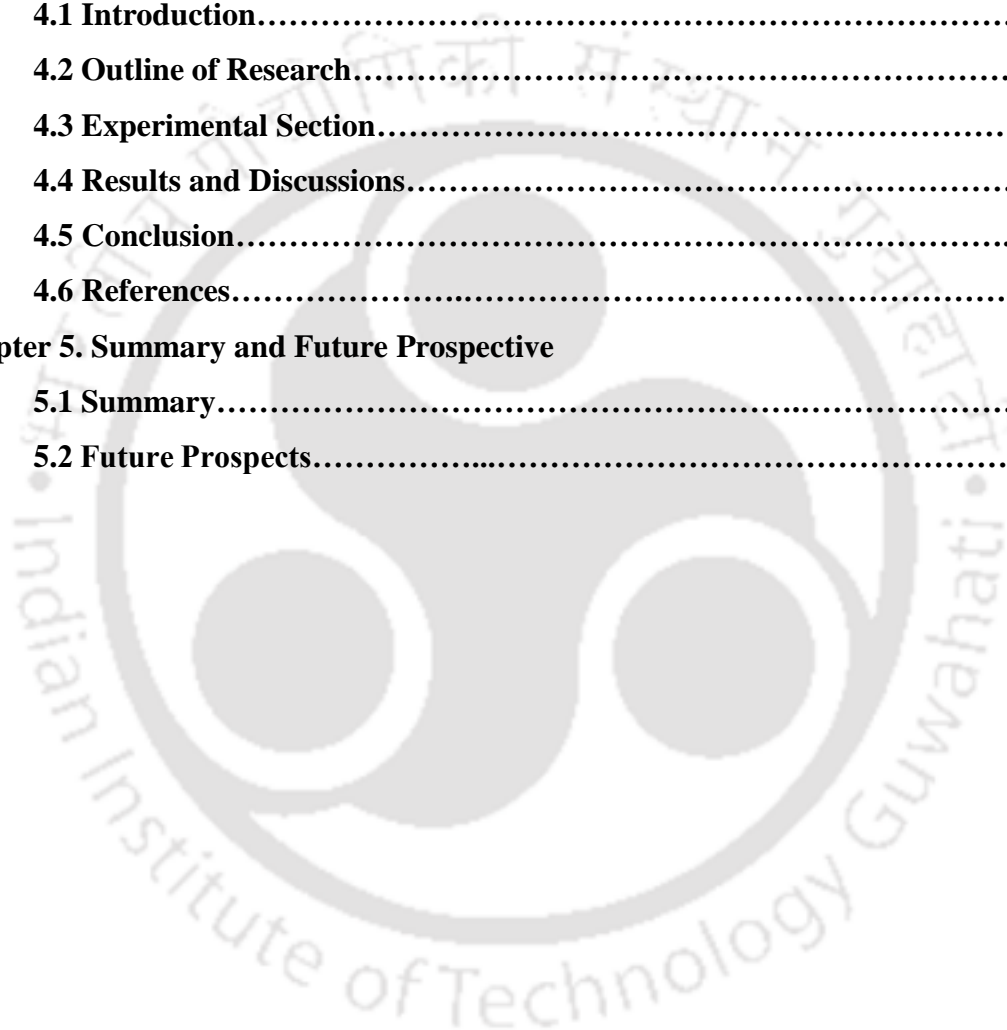 4.1 Introduction……………………………………………………………………….
4.2 Outline of Research……………………………………………..………………
4.3 Experimental Section……………………………………………………………
4.4 Results and Discussions…………………………………………………………
4.5 Conclusion…………………………………………………………………………….
4.6 References…………………….……………………………………………………
pter 5. Summary and Future Prospective
5.1 Summary…………………………………………………….…………………
5.2 Future Prospects……………...………………………………………………….
Indian Institute of Technology Guwahati